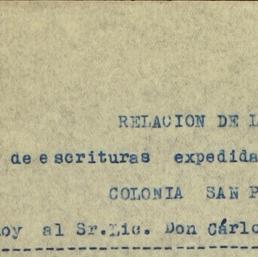 RELACION DE L
de escrituras expedida
COLONIA SAN P
oy al Sr.Lic. Don Cárlo